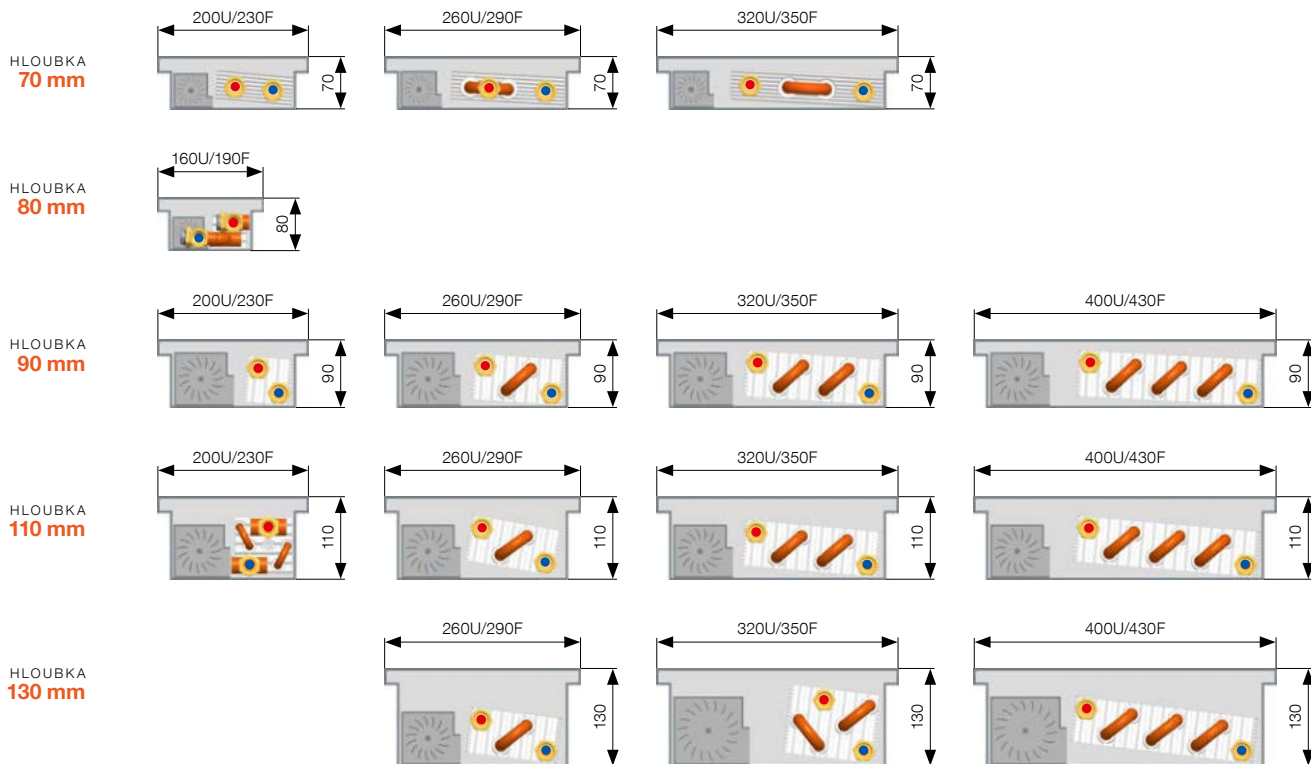 200U/230F 260U/290F 320U/350F
HLOUBKA
70 mm
70 70 70
160U/190F
HLOUBKA
80 mm
80
200U/230F 260U/290F 320U/350F 400U/430F
HLOUBKA
90 mm
90 90 90 90
200U/230F 260U/290F 320U/350F 400U/430F
HLOUBKA
110 mm
110 110 110 110
260U/290F 320U/350F 400U/430F
HLOUBKA
130 mm
130 130 130